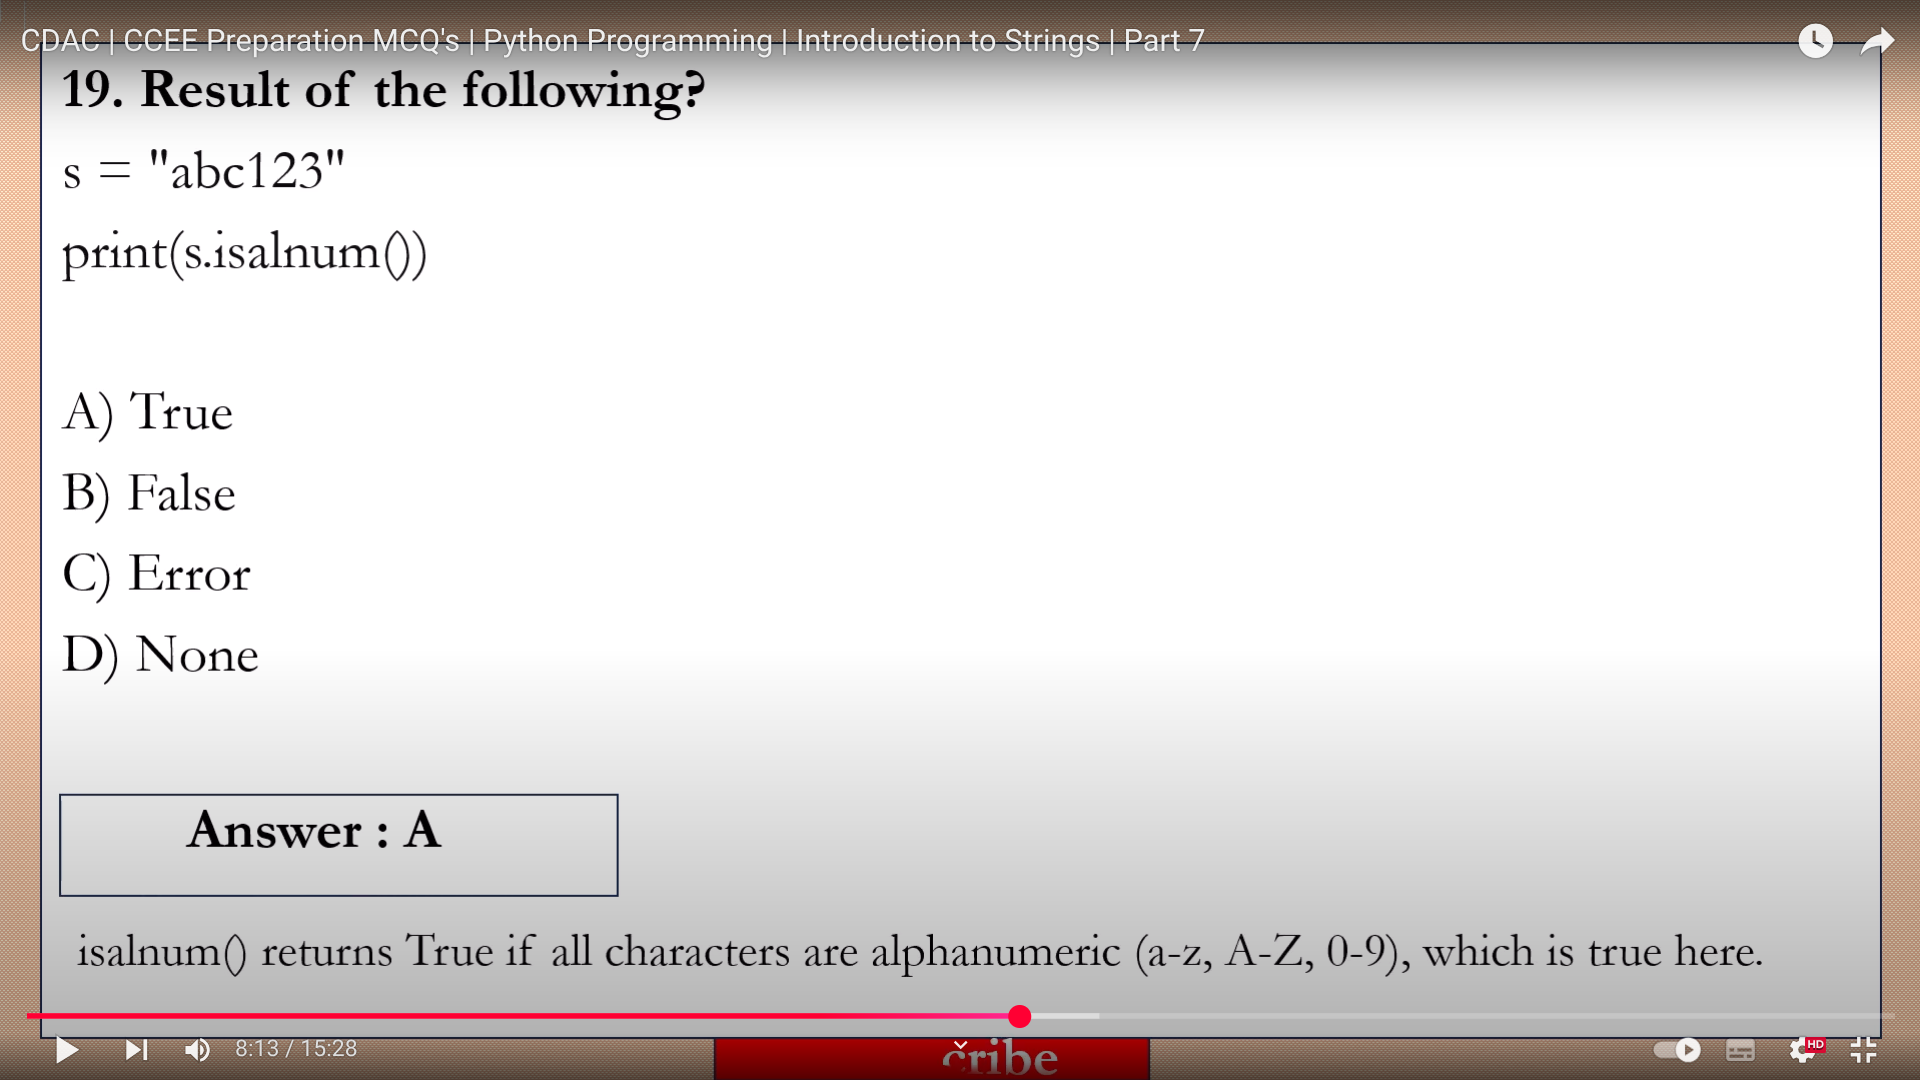 CDAC | CCEE Preparation MCQ's | Python Programming | Introduction to Strings | Part 7
19. Result of the following?
s = "abc123"
print(s.isalnum())
A) True
B) False
C) Error
D) None
Answer : A
isalnum() returns True if all characters are alphanumeric (a-z, A-Z, 0-9), which is true here.
8:13 / 15:28
cribe
HD